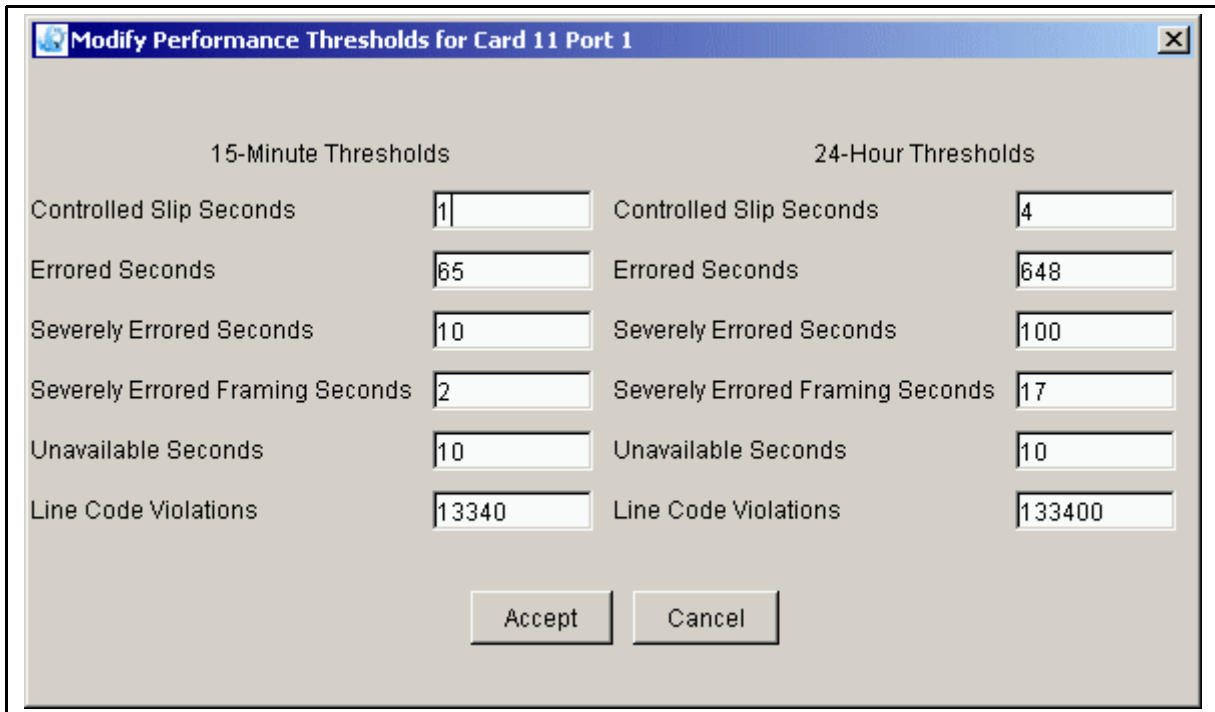 Modify Performance Thresholds for Card 11 Port 1
15-Minute Thresholds 24-Hour Thresholds
Controlled Slip Seconds 1 Controlled Slip Seconds 4
Errored Seconds 65 Errored Seconds 648
Severely Errored Seconds 10 Severely Errored Seconds 100
Severely Errored Framing Seconds 2 Severely Errored Framing Seconds 17
Unavailable Seconds 10 Unavailable Seconds 10
Line Code Violations 13340 Line Code Violations 133400
Accept Cancel